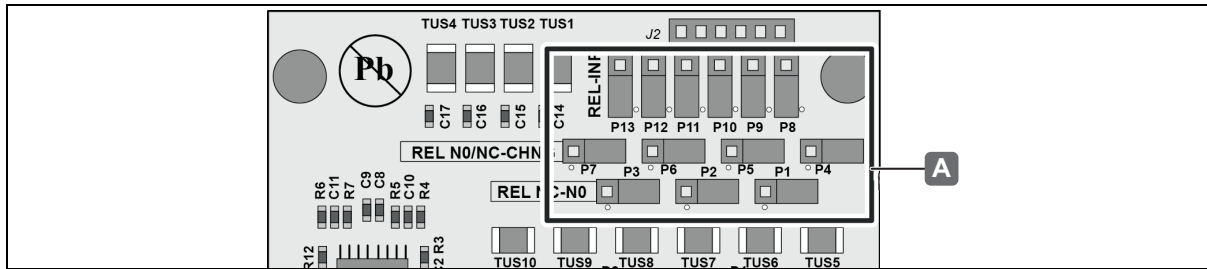 TUS4 TUS3 TUS2 TUS1
J2
Pb
REL-INF
C17 C16 C15 C14
P13 P12 P11 P10 P9 P8
REL N0/NC-CHN
P7 P3 P6 P2 P5 P1 P4
A
REL NC-N0
R6 C11 R7 C9 C8 R5 C10 R4
R12 C2 R3
TUS10 TUS9 TUS8 TUS7 TUS6 TUS5